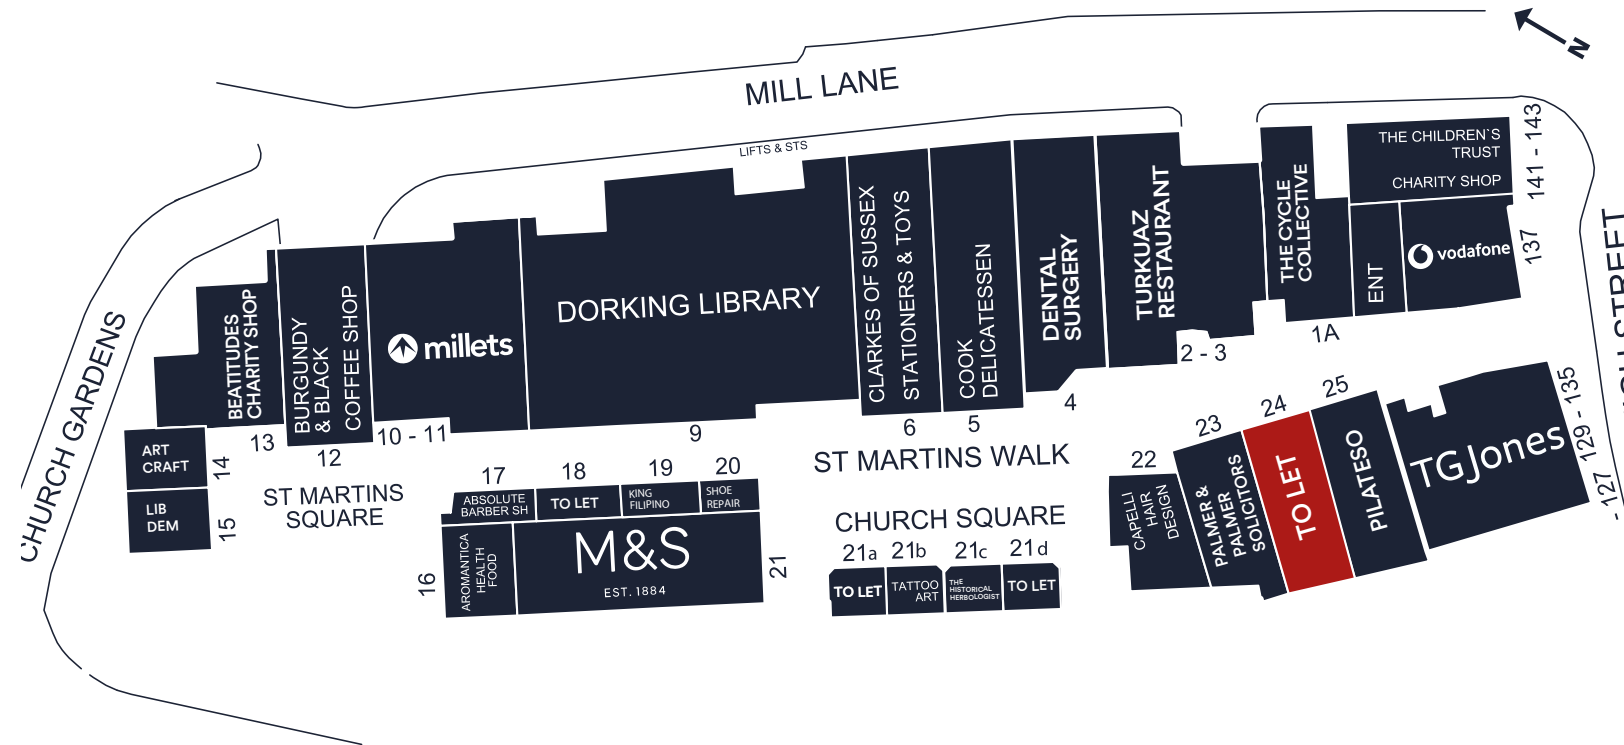 N
MILL LANE
LIFTS & STS
CHURCH GARDENS
THE CHILDREN`S
TRUST
CHARITY SHOP
141 - 143
ENT
vodafone
137
THE CYCLE
COLLECTIVE
1A
2 - 3
TURKUAZ
RESTAURANT
DENTAL
SURGERY
4
COOK
DELICATESSEN
5
CLARKES OF SUSSEX
STATIONERS & TOYS
6
DORKING LIBRARY
9
millets
10 - 11
BURGUNDY
& BLACK
COFFEE SHOP
12
BEATITUDES
CHARITY SHOP
13
ART
CRAFT
14
LIB
DEM
15
ST MARTINS
SQUARE
ST MARTINS WALK
CHURCH SQUARE
17
18
19
20
ABSOLUTE
BARBER SH
TO LET
KING
FILIPINO
SHOE
REPAIR
16
AROMANTICA
HEALTH
FOOD
M&S
EST. 1884
21
21a
21b
21c
21d
TO LET
TATTOO
ART
THE
HISTORICAL
HERBOLOGIST
TO LET
22
CAPELLI
HAIR
DESIGN
23
PALMER &
PALMER
SOLICITORS
24
TO LET
25
PILATESO
TGJones
129 - 135
- 127
STREET